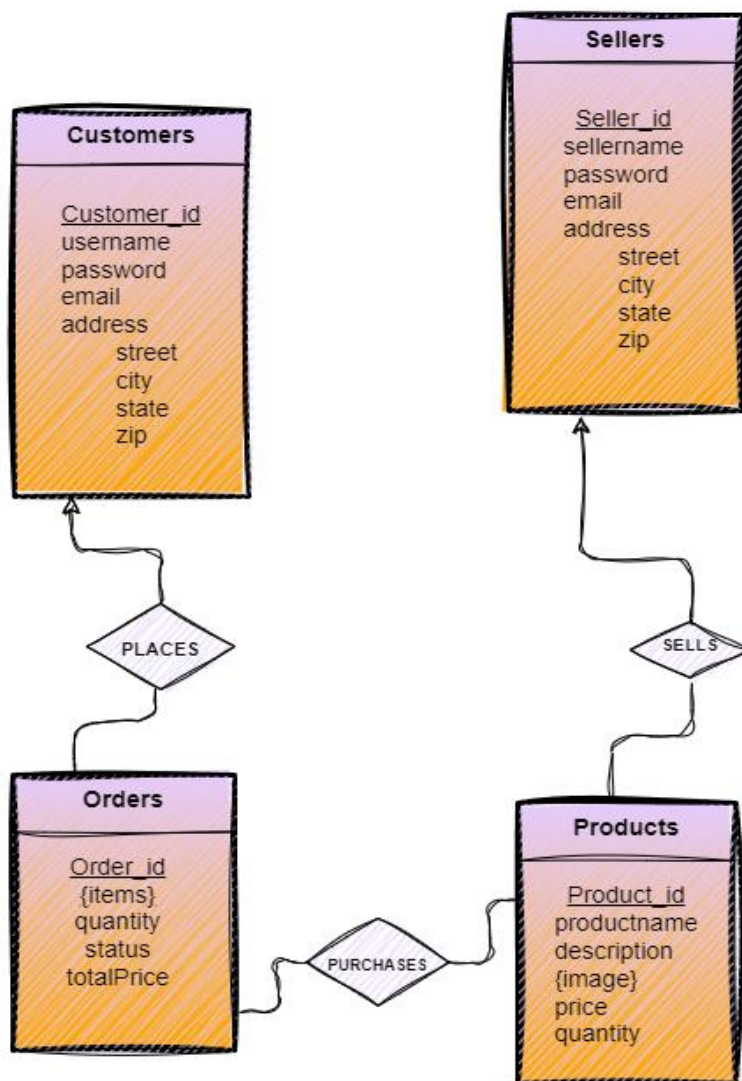 Sellers
Seller_id
sellername
password
email
address
street
city
state
zip
Customers
Customer_id
username
password
email
address
street
city
state
zip
PLACES
SELLS
Orders
Order_id
{items}
quantity
status
totalPrice
PURCHASES
Products
Product_id
productname
description
{image}
price
quantity